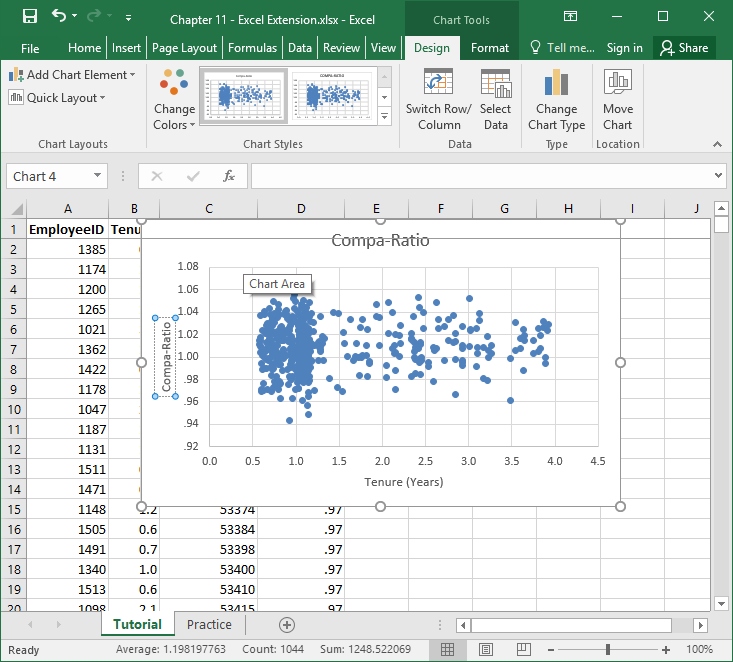 Chapter 11 - Excel Extension.xlsx - Excel
Chart Tools
File Home Insert Page Layout Formulas Data Review View Design Format Tell me... Sign in Share
Add Chart Element
Quick Layout
Change Colors
Switch Row/ Column
Select Data
Change Chart Type
Move Chart
Chart Layouts Chart Styles Data Type Location
Chart 4 fx
A B C D E F G H I J
1 EmployeeID Tenu
2 1385
3 1174
4 1200
5 1265
6 1021
7 1362
8 1422
9 1178
10 1047
11 1187
12 1131
13 1511
14 1471
15 1148 1.2 53374 .97
16 1505 0.6 53384 .97
17 1491 0.7 53398 .97
18 1340 1.0 53400 .97
19 1513 0.6 53410 .97
20 1098 2.1 53415 .97
Compa-Ratio
Chart Area
Compa-Ratio
1.08
1.06
1.04
1.02
1.00
.98
.96
.94
.92
0.0 0.5 1.0 1.5 2.0 2.5 3.0 3.5 4.0 4.5
Tenure (Years)
Tutorial Practice
Ready Average: 1.198197763 Count: 1044 Sum: 1248.522069 100%